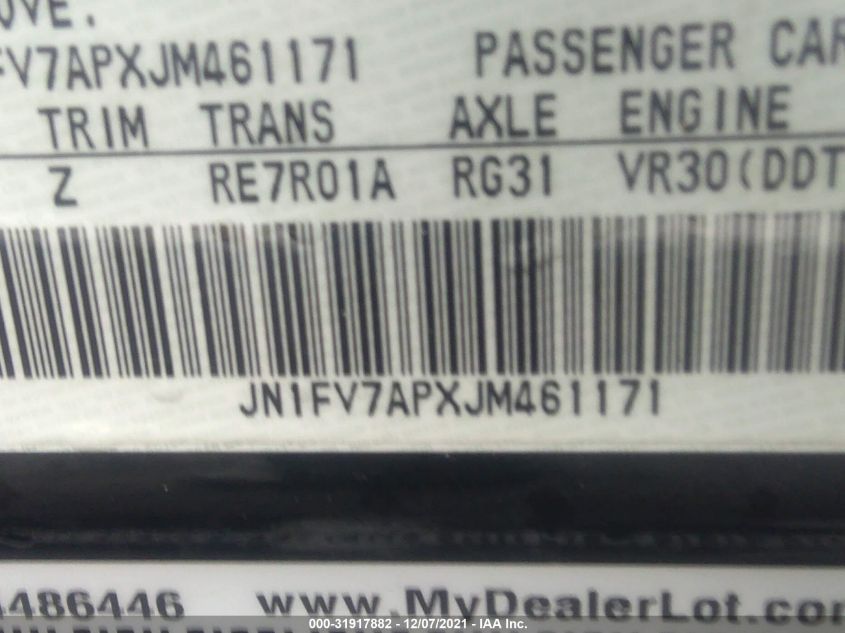 OVE.
FV7APXJM461171 PASSENGER CAR
TRIM TRANS AXLE ENGINE
Z RE7R01A RG31 VR30(DDT
JN1FV7APXJM461171
486446 www.MyDealerLot.com
000-31917882 - 12/07/2021 - IAA Inc.